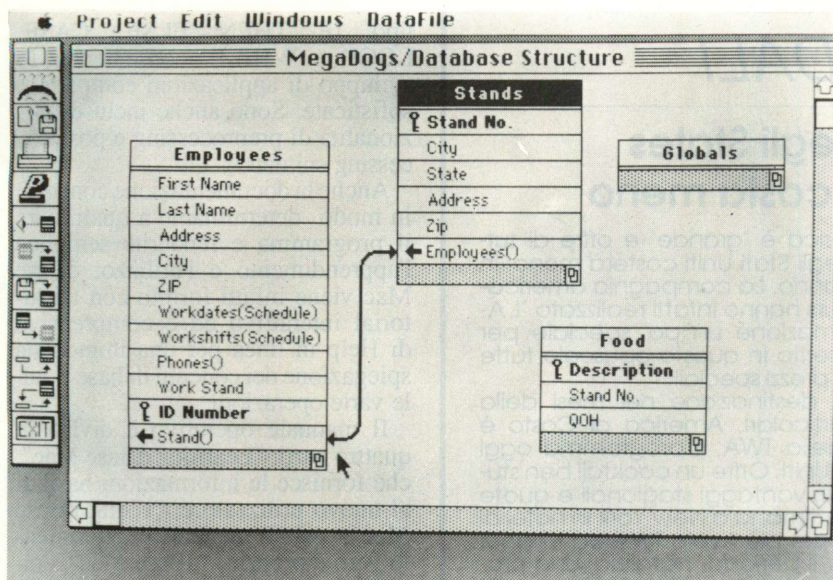 Project Edit Windows DataFile
MegaDogs/Database Structure
Employees
First Name
Last Name
Address
City
ZIP
Workdates(Schedule)
Workshifts(Schedule)
Phones()
Work Stand
ID Number
Stand()
Stands
Stand No.
City
State
Address
Zip
Employees()
Globals
Food
Description
Stand No.
QOH
????
EXIT